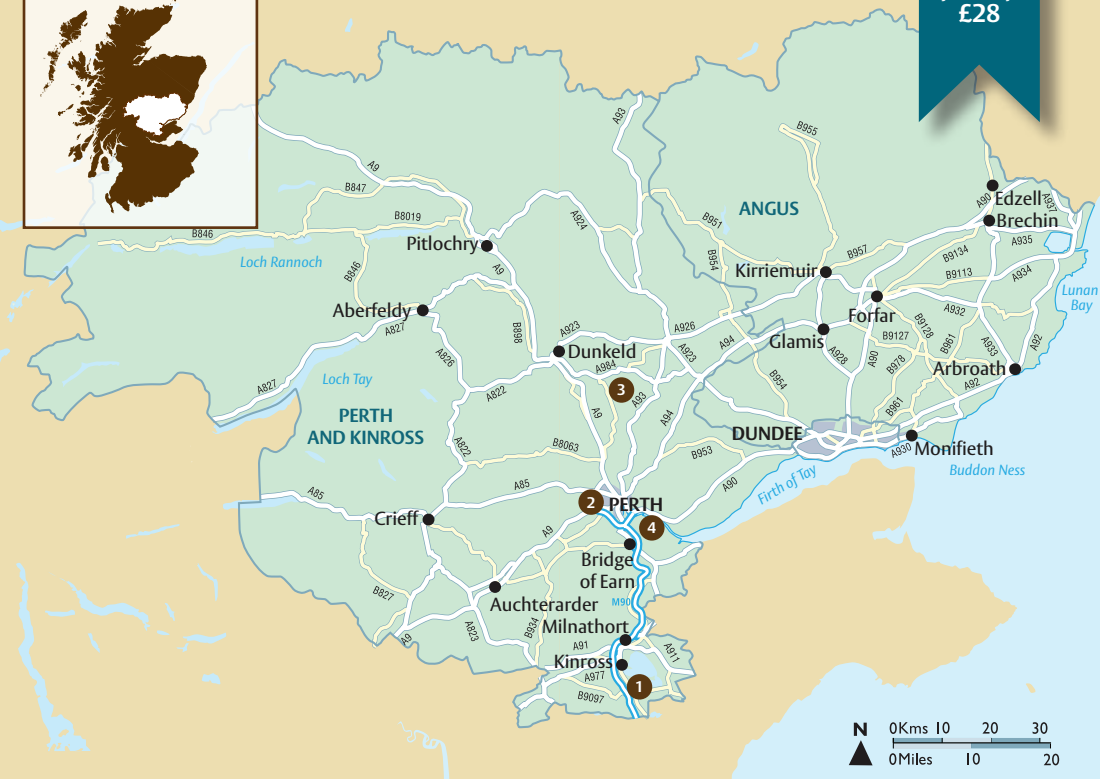 £28
A93
B955
A9
B847
B8019
B846
B846
Loch Rannoch
Pitlochry
A924
A9
B951
B954
ANGUS
Edzell
A90
A937
Brechin
A935
B957
B9134
B9113
A934
Kirriemuir
Lunan
Bay
Forfar
A932
Aberfeldy
A827
A826
B898
A923
Dunkeld
A984
A926
A923
A94
Glamis
A928
B9127
B9128
B961
A933
A92
A90
B978
Arbroath
A92
A827
Loch Tay
A822
3
A93
A9
A94
B954
B961
PERTH
AND KINROSS
A822
B8063
B953
DUNDEE
A930
Monifieth
Buddon Ness
Firth of Tay
A90
A85
A85
2
PERTH
4
Crieff
A9
Bridge
of Earn
B827
Auchterarder
M90
A9
A823
B934
Milnathort
A91
A911
Kinross
A977
1
B9097
N
0Kms 10 20 30
0Miles 10 20